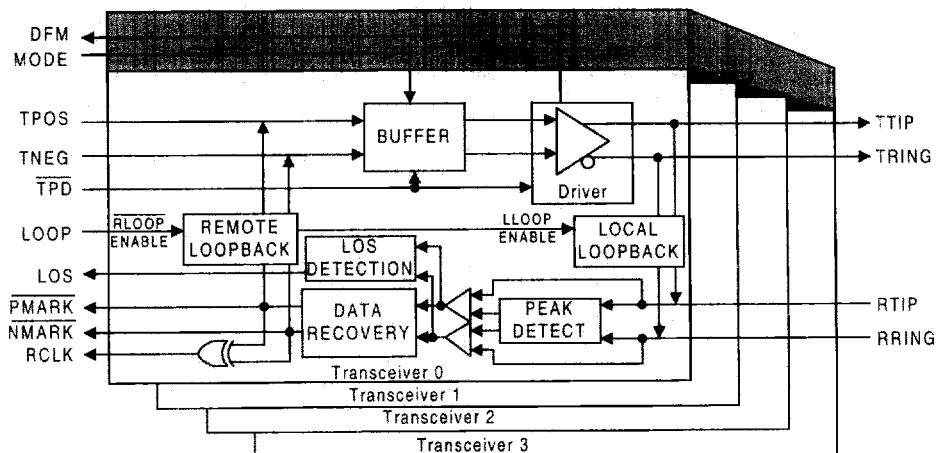 DFM
MODE
TPOS
BUFFER
TTIP
TNEG
TRING
TPD
Driver
LOOP
RLOOP
ENABLE
REMOTE
LOOPBACK
LLOOP
ENABLE
LOCAL
LOOPBACK
LOS
LOS
DETECTION
PMARK
DATA
RECOVERY
PEAK
DETECT
RTIP
NMARK
RRING
RCLK
Transceiver 0
Transceiver 1
Transceiver 2
Transceiver 3